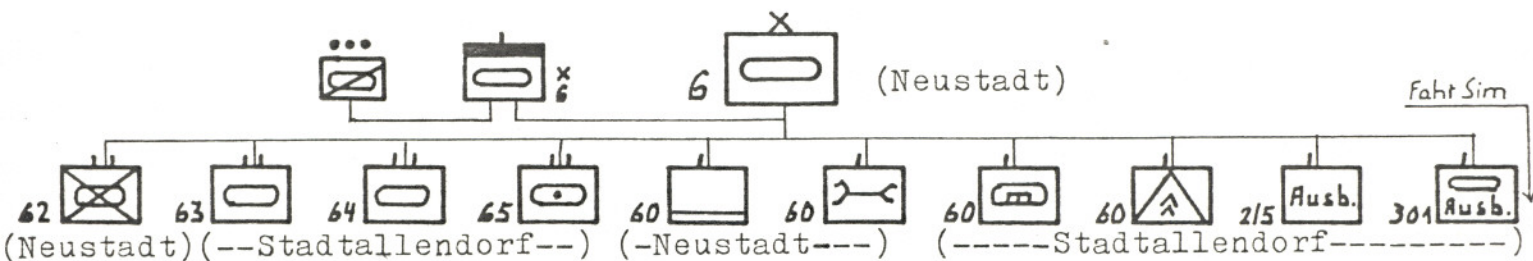 6 (Neustadt)
x
6
Faht Sim
62 63 64 65 60 60 60 60 2/5 Ausb. 301 Ausb.
(Neustadt)(--Stadtallendorf--) (-Neustadt---) (-----Stadtallendorf---------)